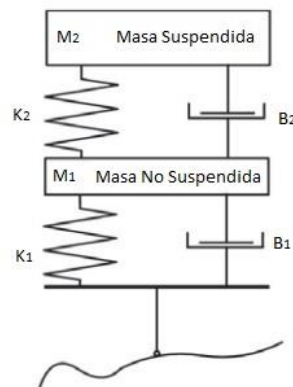 M2 Masa Suspendida
K2
B2
M1 Masa No Suspendida
K1
B1